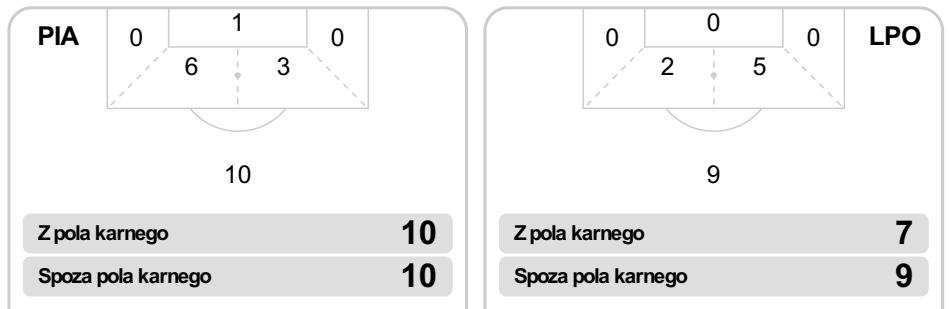 PIA
1
0
0
6
3
10
Z pola karnego 10
Spoza pola karnego 10
LPO
0
0
0
2
5
9
Z pola karnego 7
Spoza pola karnego 9